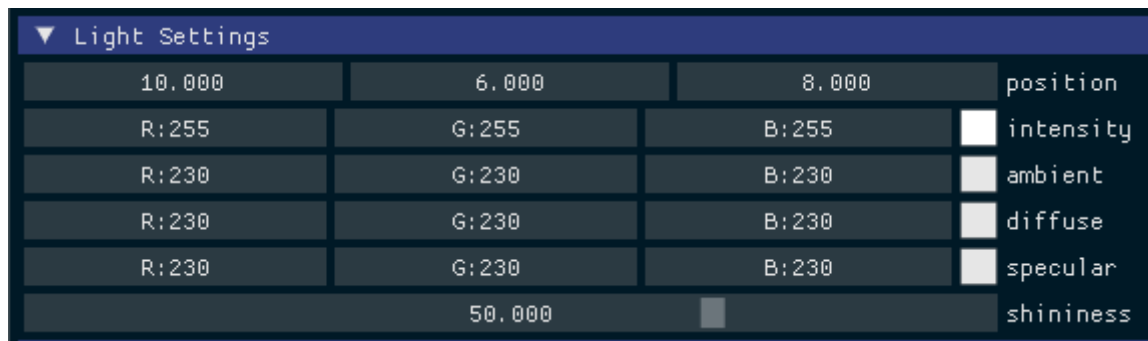 Light Settings
10.000 6.000 8.000 position
R:255 G:255 B:255 intensity
R:230 G:230 B:230 ambient
R:230 G:230 B:230 diffuse
R:230 G:230 B:230 specular
50.000 shininess